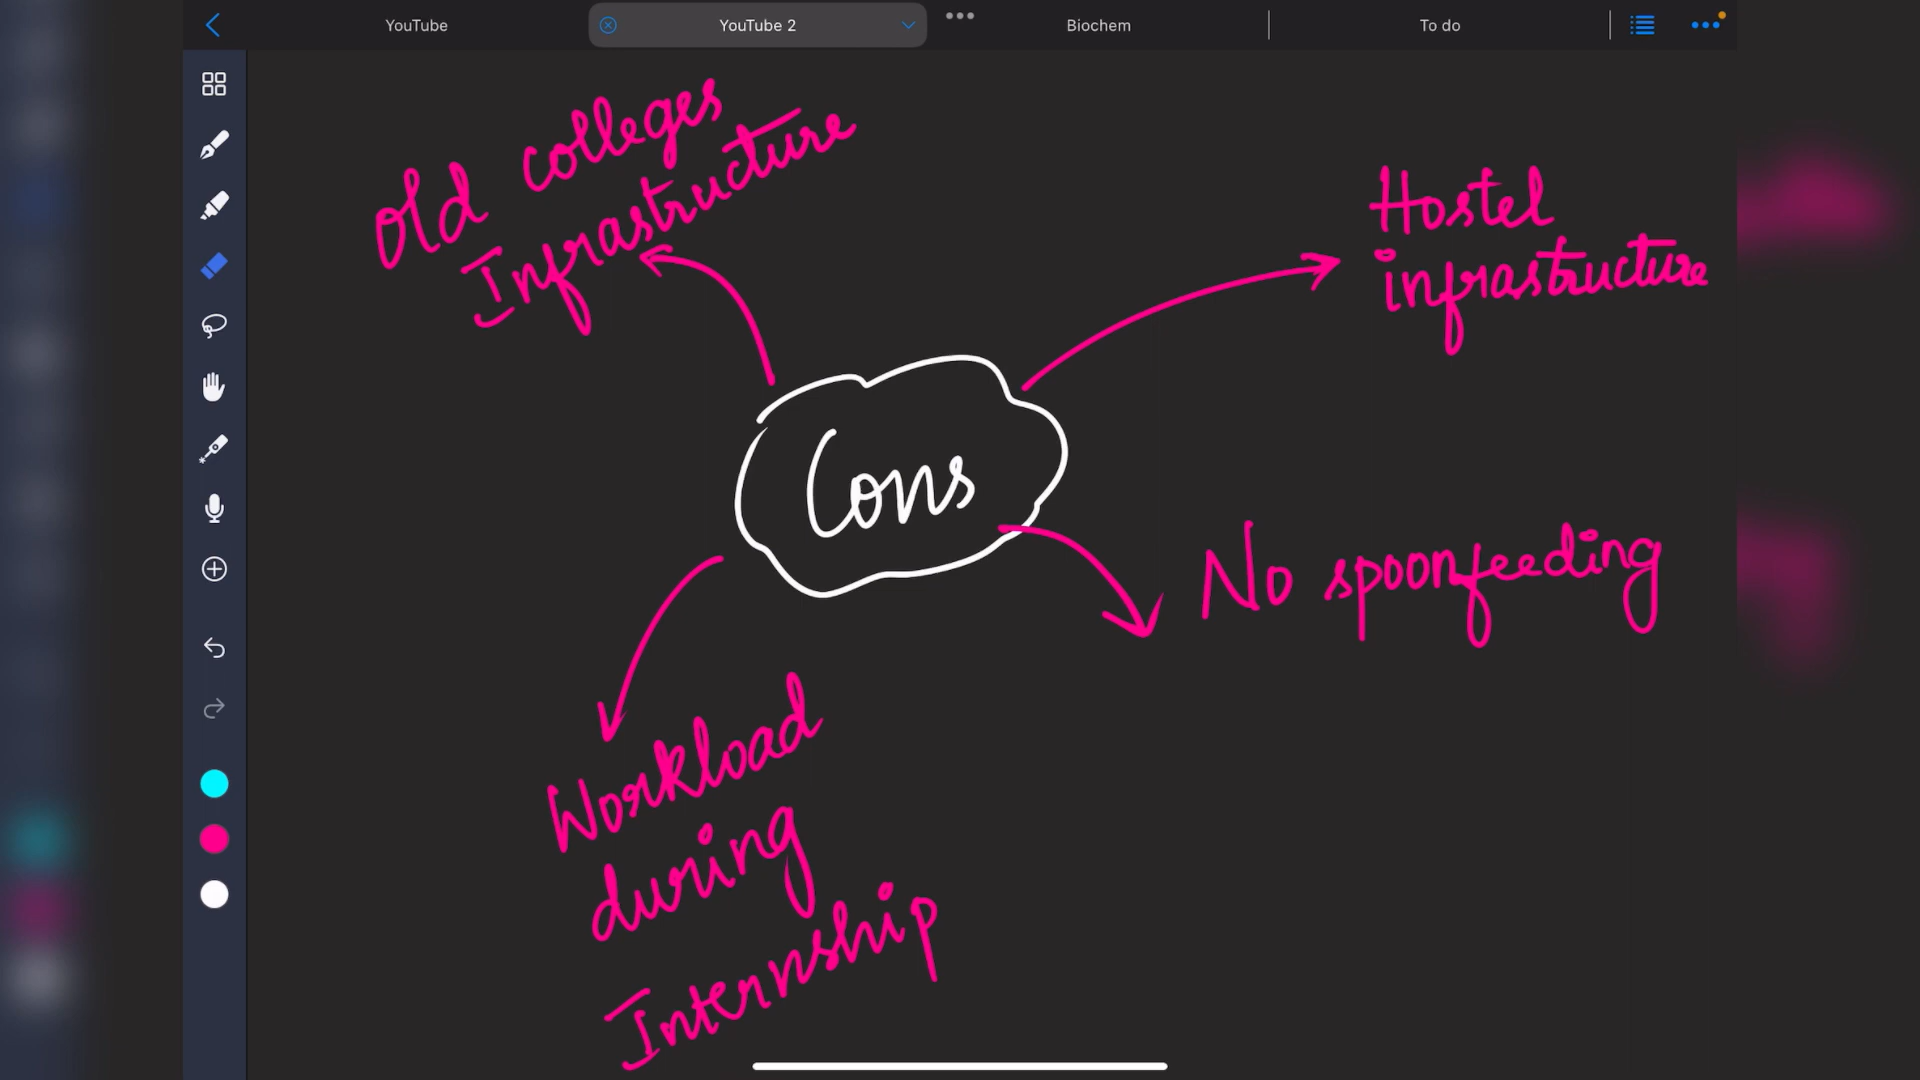 YouTube
YouTube 2
Biochem
To do
Old colleges
Infrastructure
Hostel
infrastructure
Cons
No spoonfeeding
Workload
during
Internship